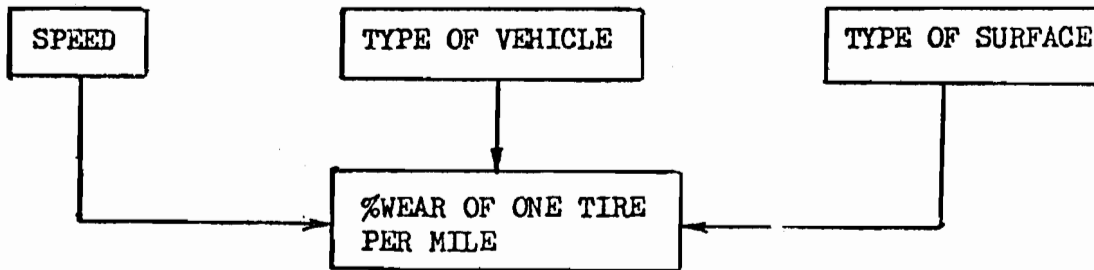 SPEED
TYPE OF VEHICLE
TYPE OF SURFACE
%WEAR OF ONE TIRE
PER MILE